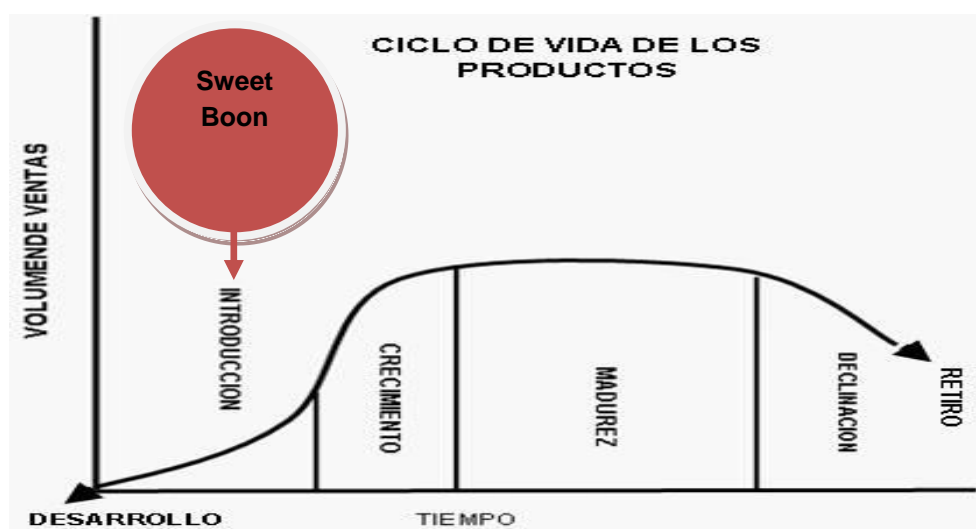 CICLO DE VIDA DE LOS
PRODUCTOS
Sweet
Boon
VOLUMENDE VENTAS
INTRODUCCION
CRECIMIENTO
MADUREZ
DECLINACION
RETIRO
DESARROLLO
TIEMPO